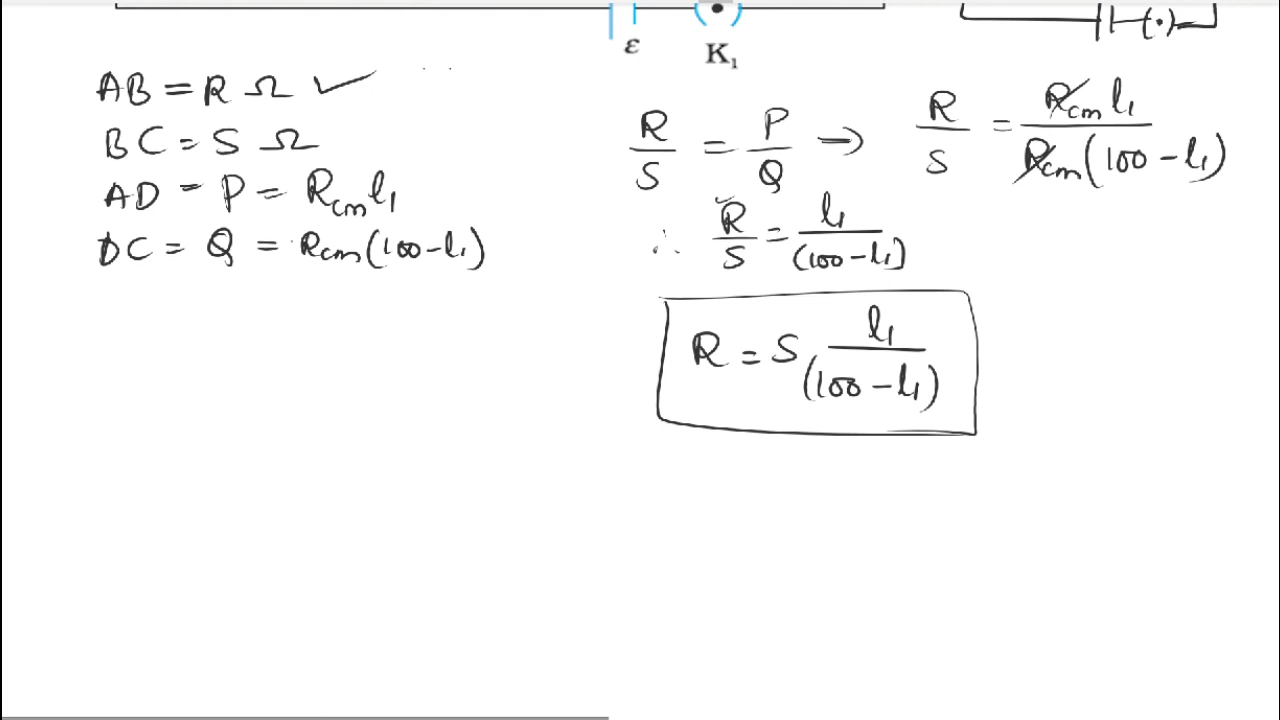 ε
K₁
AB = R Ω ✓
BC = S Ω
AD = P = R_cm l₁
DC = Q = R_cm (100 - l₁)
R/S = P/Q ⇒ R/S = R_cm l₁ / R_cm (100 - l₁)
∴ R/S = l₁ / (100 - l₁)
R = S l₁ / (100 - l₁)